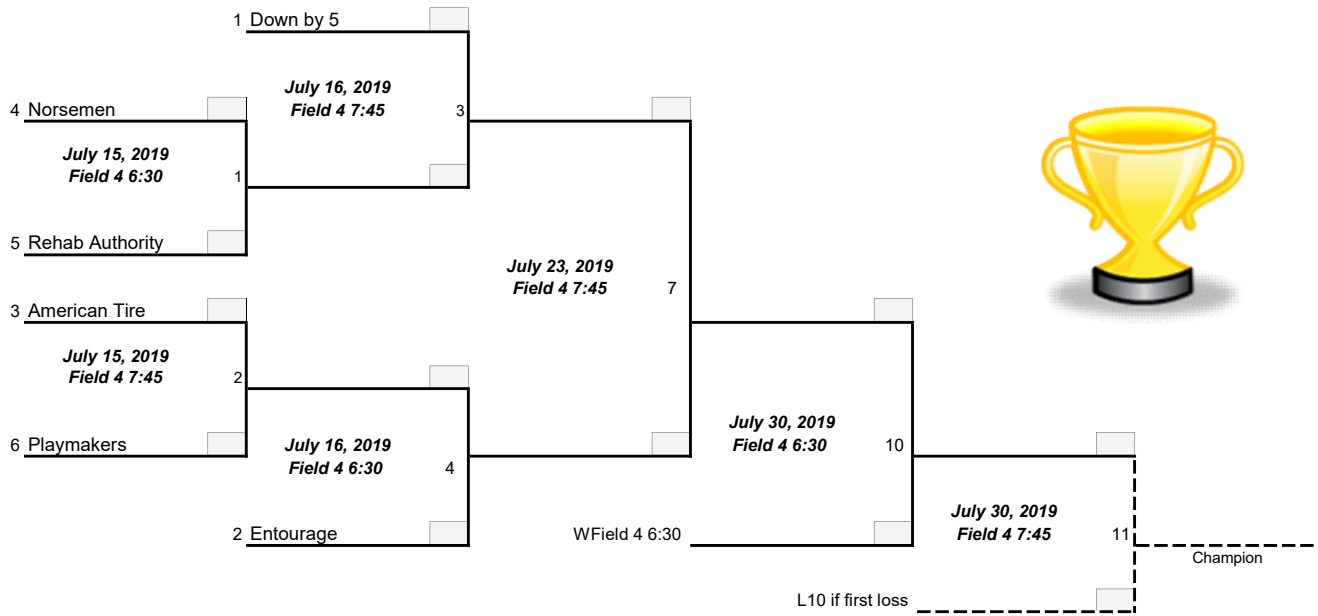 1 Down by 5
July 16, 2019
Field 4 7:45
3
4 Norsemen
July 15, 2019
Field 4 6:30
1
5 Rehab Authority
July 23, 2019
Field 4 7:45
7
3 American Tire
July 15, 2019
Field 4 7:45
2
6 Playmakers
July 16, 2019
Field 4 6:30
4
2 Entourage
July 30, 2019
Field 4 6:30
10
WField 4 6:30
July 30, 2019
Field 4 7:45
11
Champion
L10 if first loss